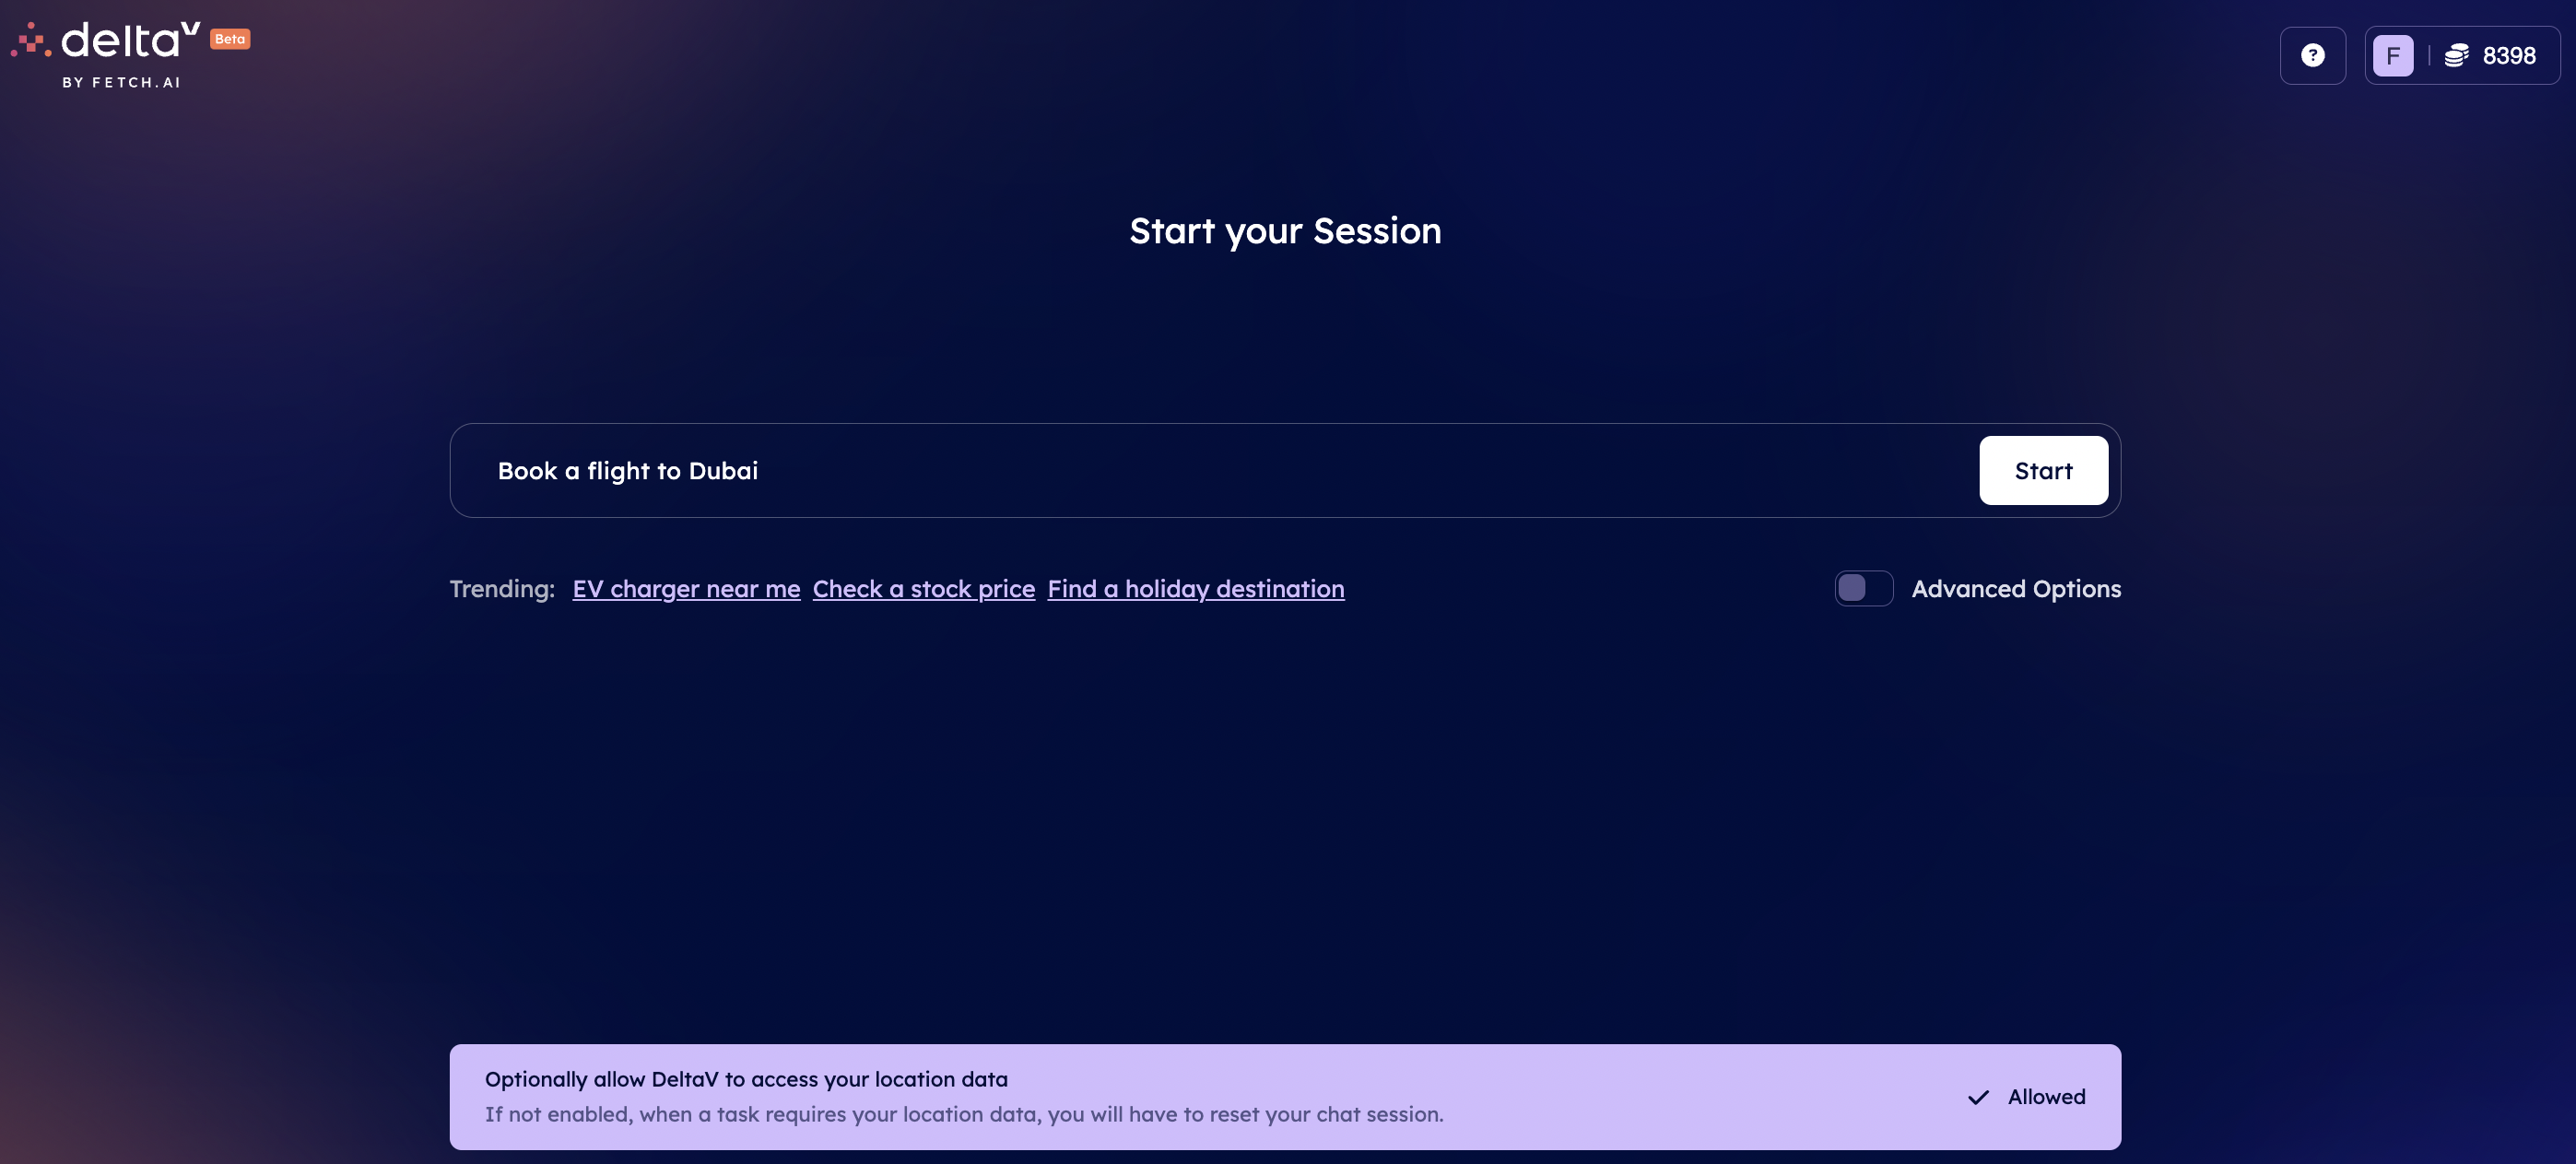 deltaV Beta
BY FETCH.AI
?
F | 8398
Start your Session
Book a flight to Dubai
Start
Trending: EV charger near me Check a stock price Find a holiday destination
Advanced Options
Optionally allow DeltaV to access your location data
If not enabled, when a task requires your location data, you will have to reset your chat session.
Allowed